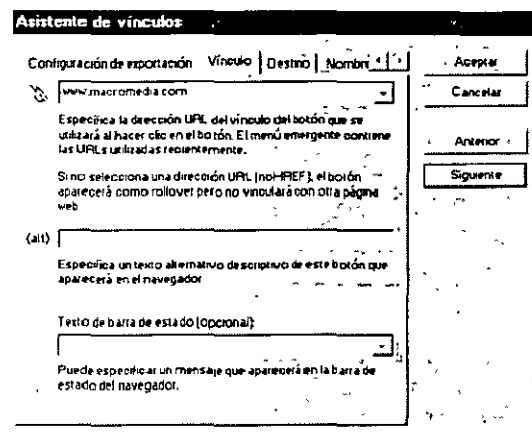 Asistente de vínculos
Configuración de exportación Vínculo Destino Nombre
Aceptar
www.macromedia.com
Cancelar
Especifica la dirección URL del vínculo del botón que se
utilizará al hacer clic en el botón. El menú emergente contiene
las URLs utilizadas recientemente.
Anterior
Si no selecciona una dirección URL (noHREF), el botón
aparecerá como rollover pero no vinculará con otra página
web
Siguiente
(alt)
Especifica un texto alternativo descriptivo de este botón que
aparecerá en el navegador
Texto de barra de estado (opcional):
Puede especificar un mensaje que aparecerá en la barra de
estado del navegador.